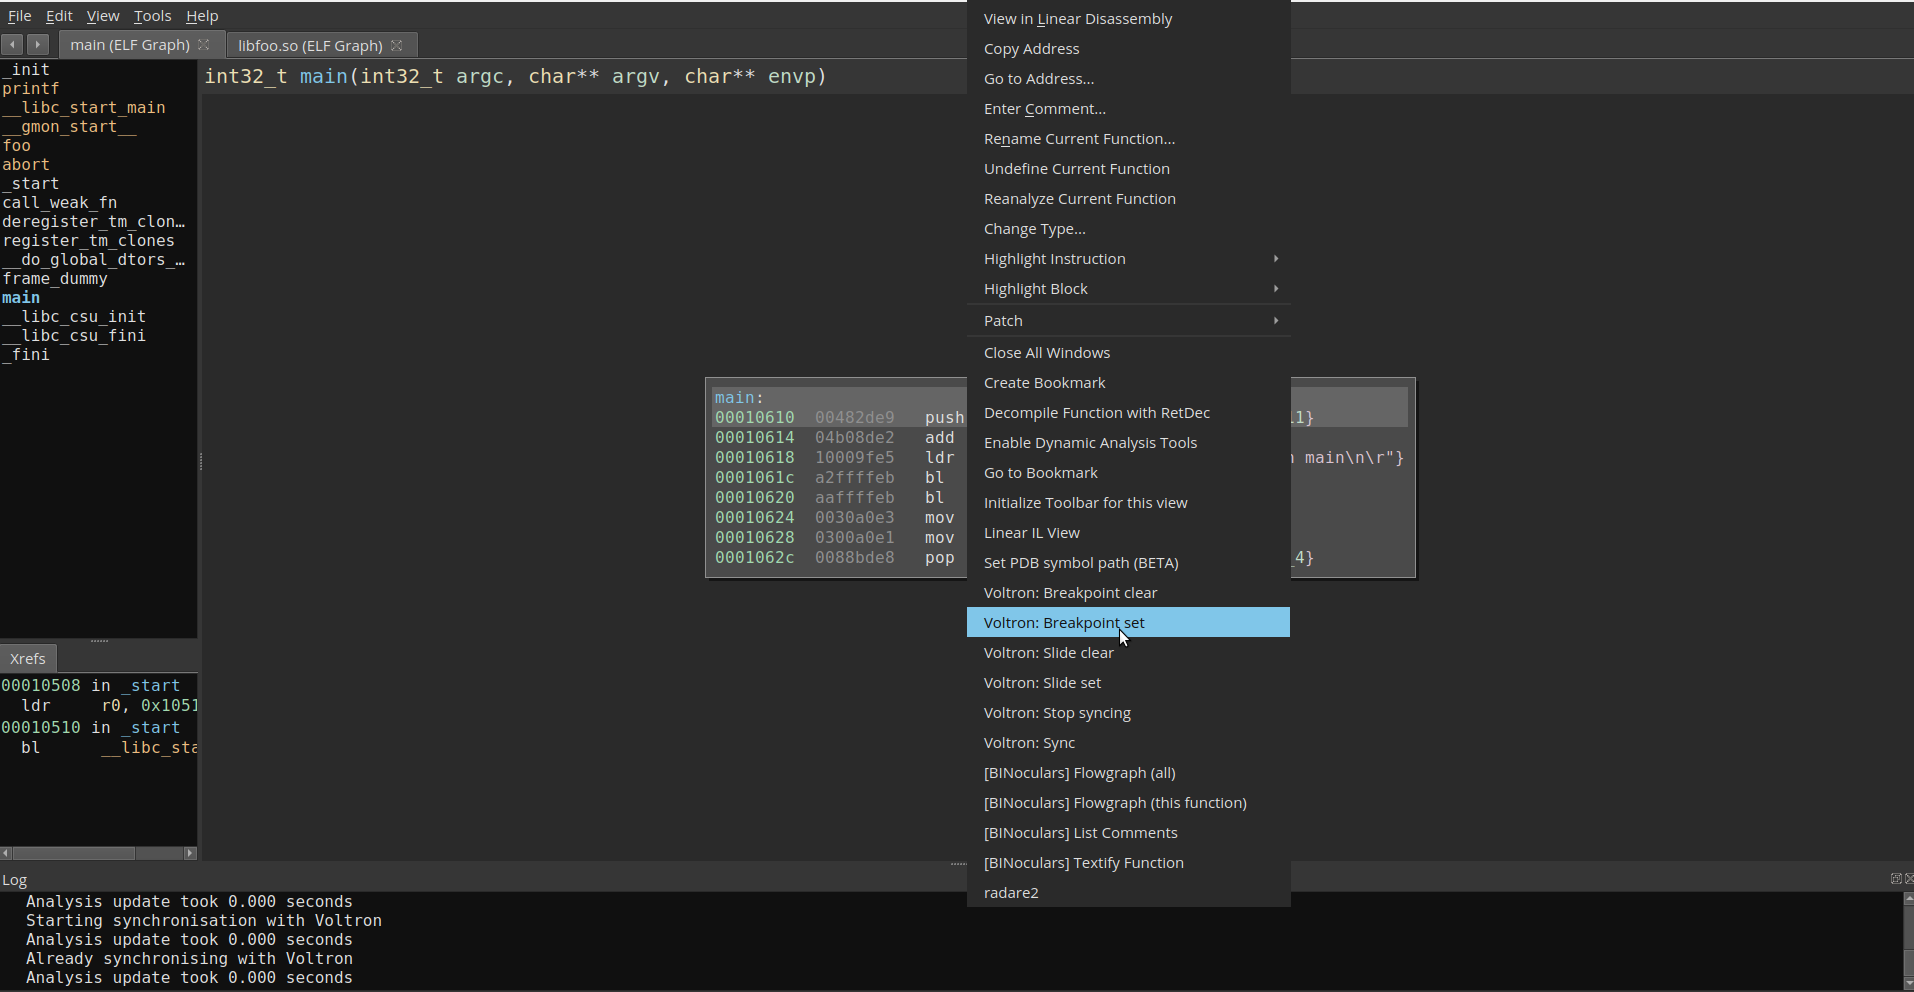 File Edit View Tools Help
main (ELF Graph) libfoo.so (ELF Graph)
_init
printf
__libc_start_main
__gmon_start__
foo
abort
_start
call_weak_fn
deregister_tm_clon…
register_tm_clones
__do_global_dtors_…
frame_dummy
main
__libc_csu_init
__libc_csu_fini
_fini
Xrefs
00010508 in _start
ldr r0, 0x1051
00010510 in _start
bl __libc_sta
int32_t main(int32_t argc, char** argv, char** envp)
main:
00010610 00482de9 push 11}
00010614 04b08de2 add
00010618 10009fe5 ldr main\n\r"}
0001061c a2ffffeb bl
00010620 aaffffeb bl
00010624 0030a0e3 mov
00010628 0300a0e1 mov
0001062c 0088bde8 pop _4}
View in Linear Disassembly
Copy Address
Go to Address...
Enter Comment...
Rename Current Function...
Undefine Current Function
Reanalyze Current Function
Change Type...
Highlight Instruction
Highlight Block
Patch
Close All Windows
Create Bookmark
Decompile Function with RetDec
Enable Dynamic Analysis Tools
Go to Bookmark
Initialize Toolbar for this view
Linear IL View
Set PDB symbol path (BETA)
Voltron: Breakpoint clear
Voltron: Breakpoint set
Voltron: Slide clear
Voltron: Slide set
Voltron: Stop syncing
Voltron: Sync
[BINoculars] Flowgraph (all)
[BINoculars] Flowgraph (this function)
[BINoculars] List Comments
[BINoculars] Textify Function
radare2
Log
Analysis update took 0.000 seconds
Starting synchronisation with Voltron
Analysis update took 0.000 seconds
Already synchronising with Voltron
Analysis update took 0.000 seconds